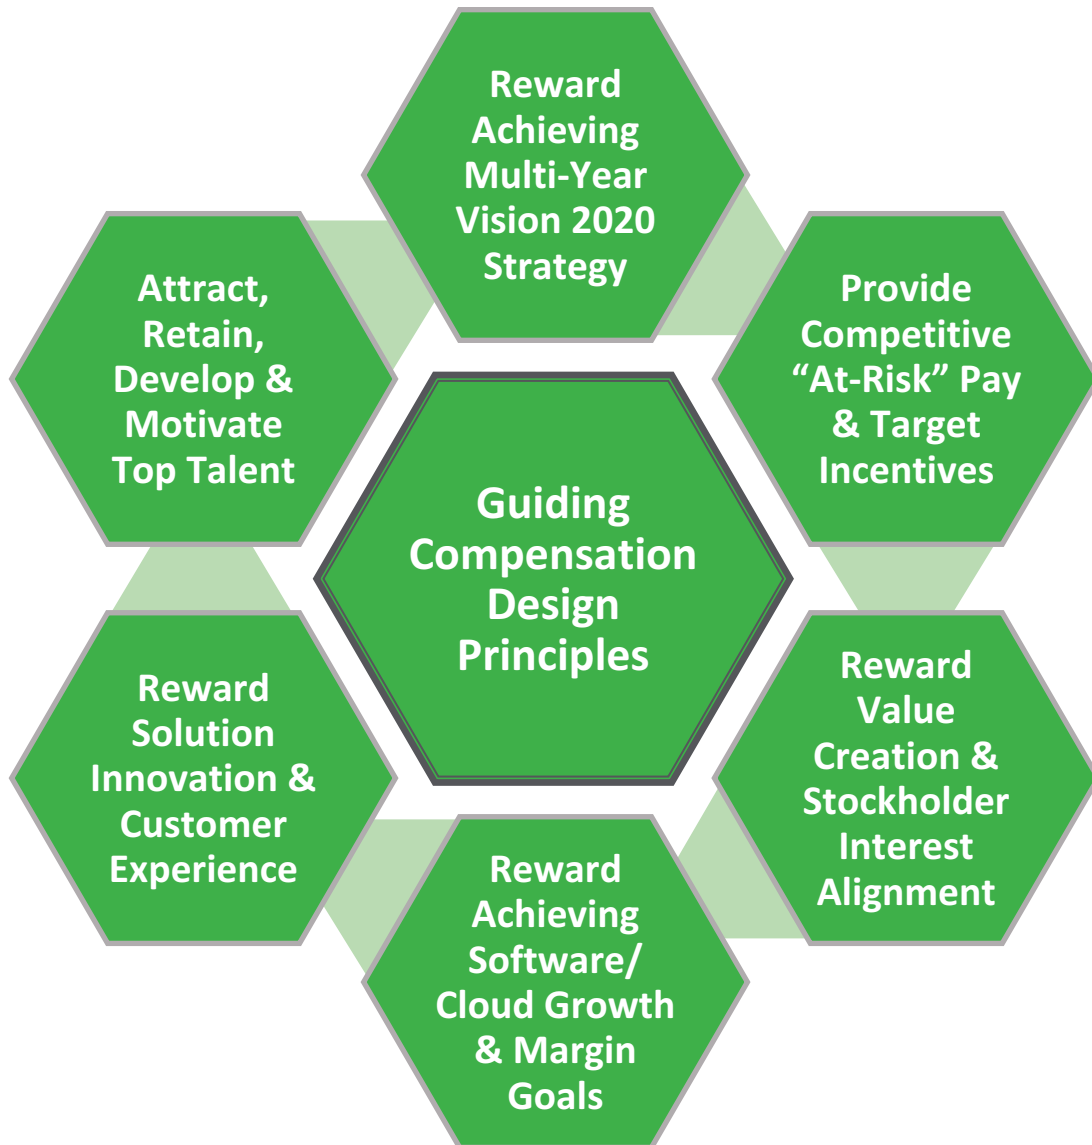 Reward
Achieving
Multi-Year
Vision 2020
Strategy
Provide
Competitive
“At-Risk” Pay
& Target
Incentives
Reward
Value
Creation &
Stockholder
Interest
Alignment
Reward
Achieving
Software/
Cloud Growth
& Margin
Goals
Reward
Solution
Innovation &
Customer
Experience
Attract,
Retain,
Develop &
Motivate
Top Talent
Guiding
Compensation
Design
Principles